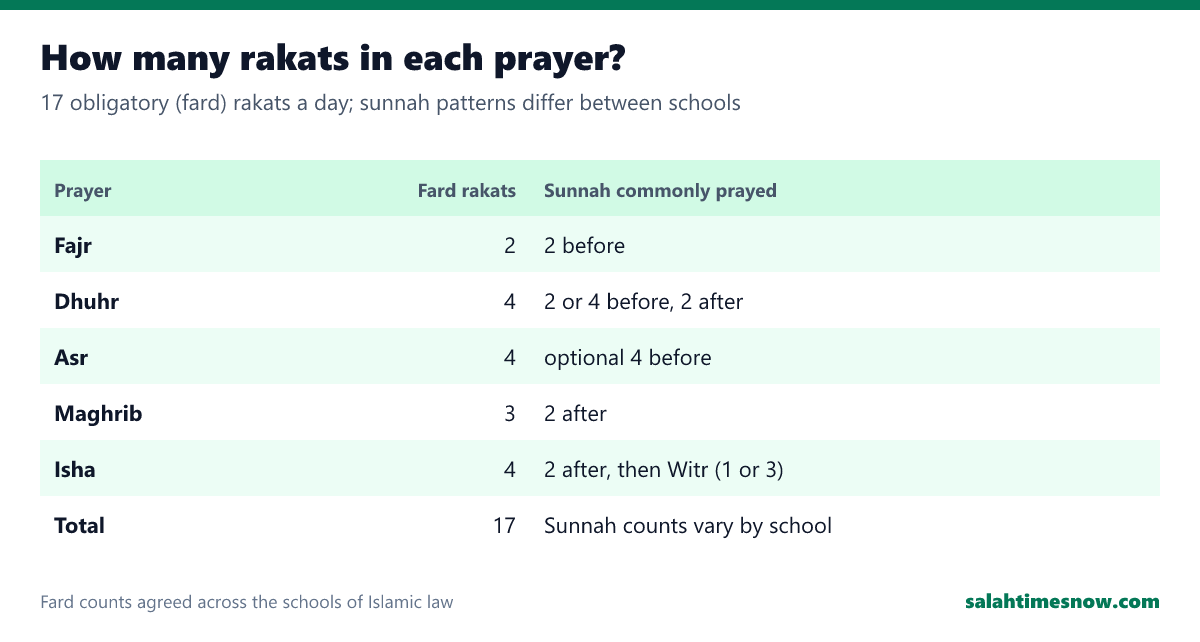 How many rakats in each prayer?
17 obligatory (fard) rakats a day; sunnah patterns differ between schools
Prayer Fard rakats Sunnah commonly prayed
Fajr 2 2 before
Dhuhr 4 2 or 4 before, 2 after
Asr 4 optional 4 before
Maghrib 3 2 after
Isha 4 2 after, then Witr (1 or 3)
Total 17 Sunnah counts vary by school
Fard counts agreed across the schools of Islamic law salahtimesnow.com